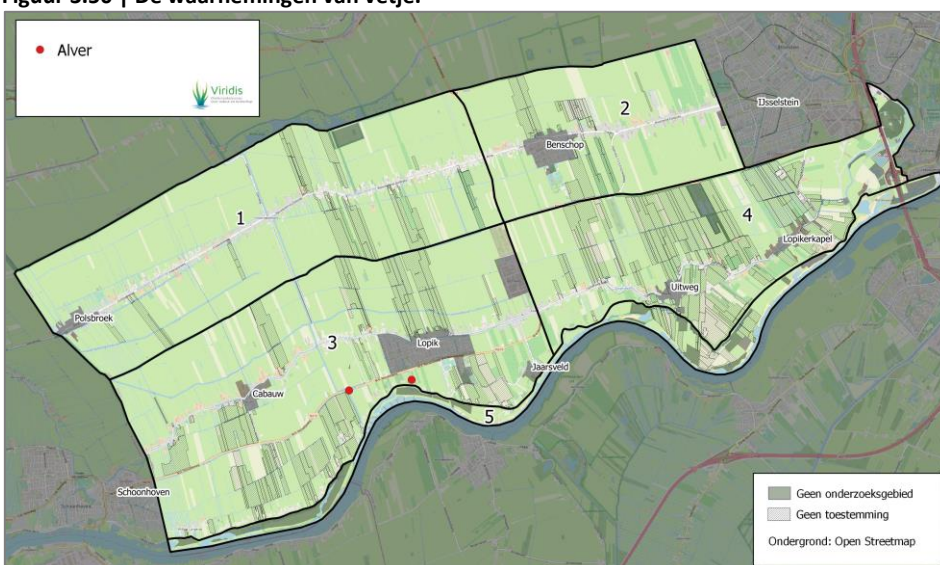 Figuur 3.30 | De waarnemingen van vetje.
Alver
Viridis
IJsselstein
2
Benschop
1
4
Lopikerkapel
Uitweg
Polsbroek
3
Lopik
Jaarsveld
Cabauw
5
Schoonhoven
Geen onderzoeksgebied
Geen toestemming
Ondergrond: Open Streetmap